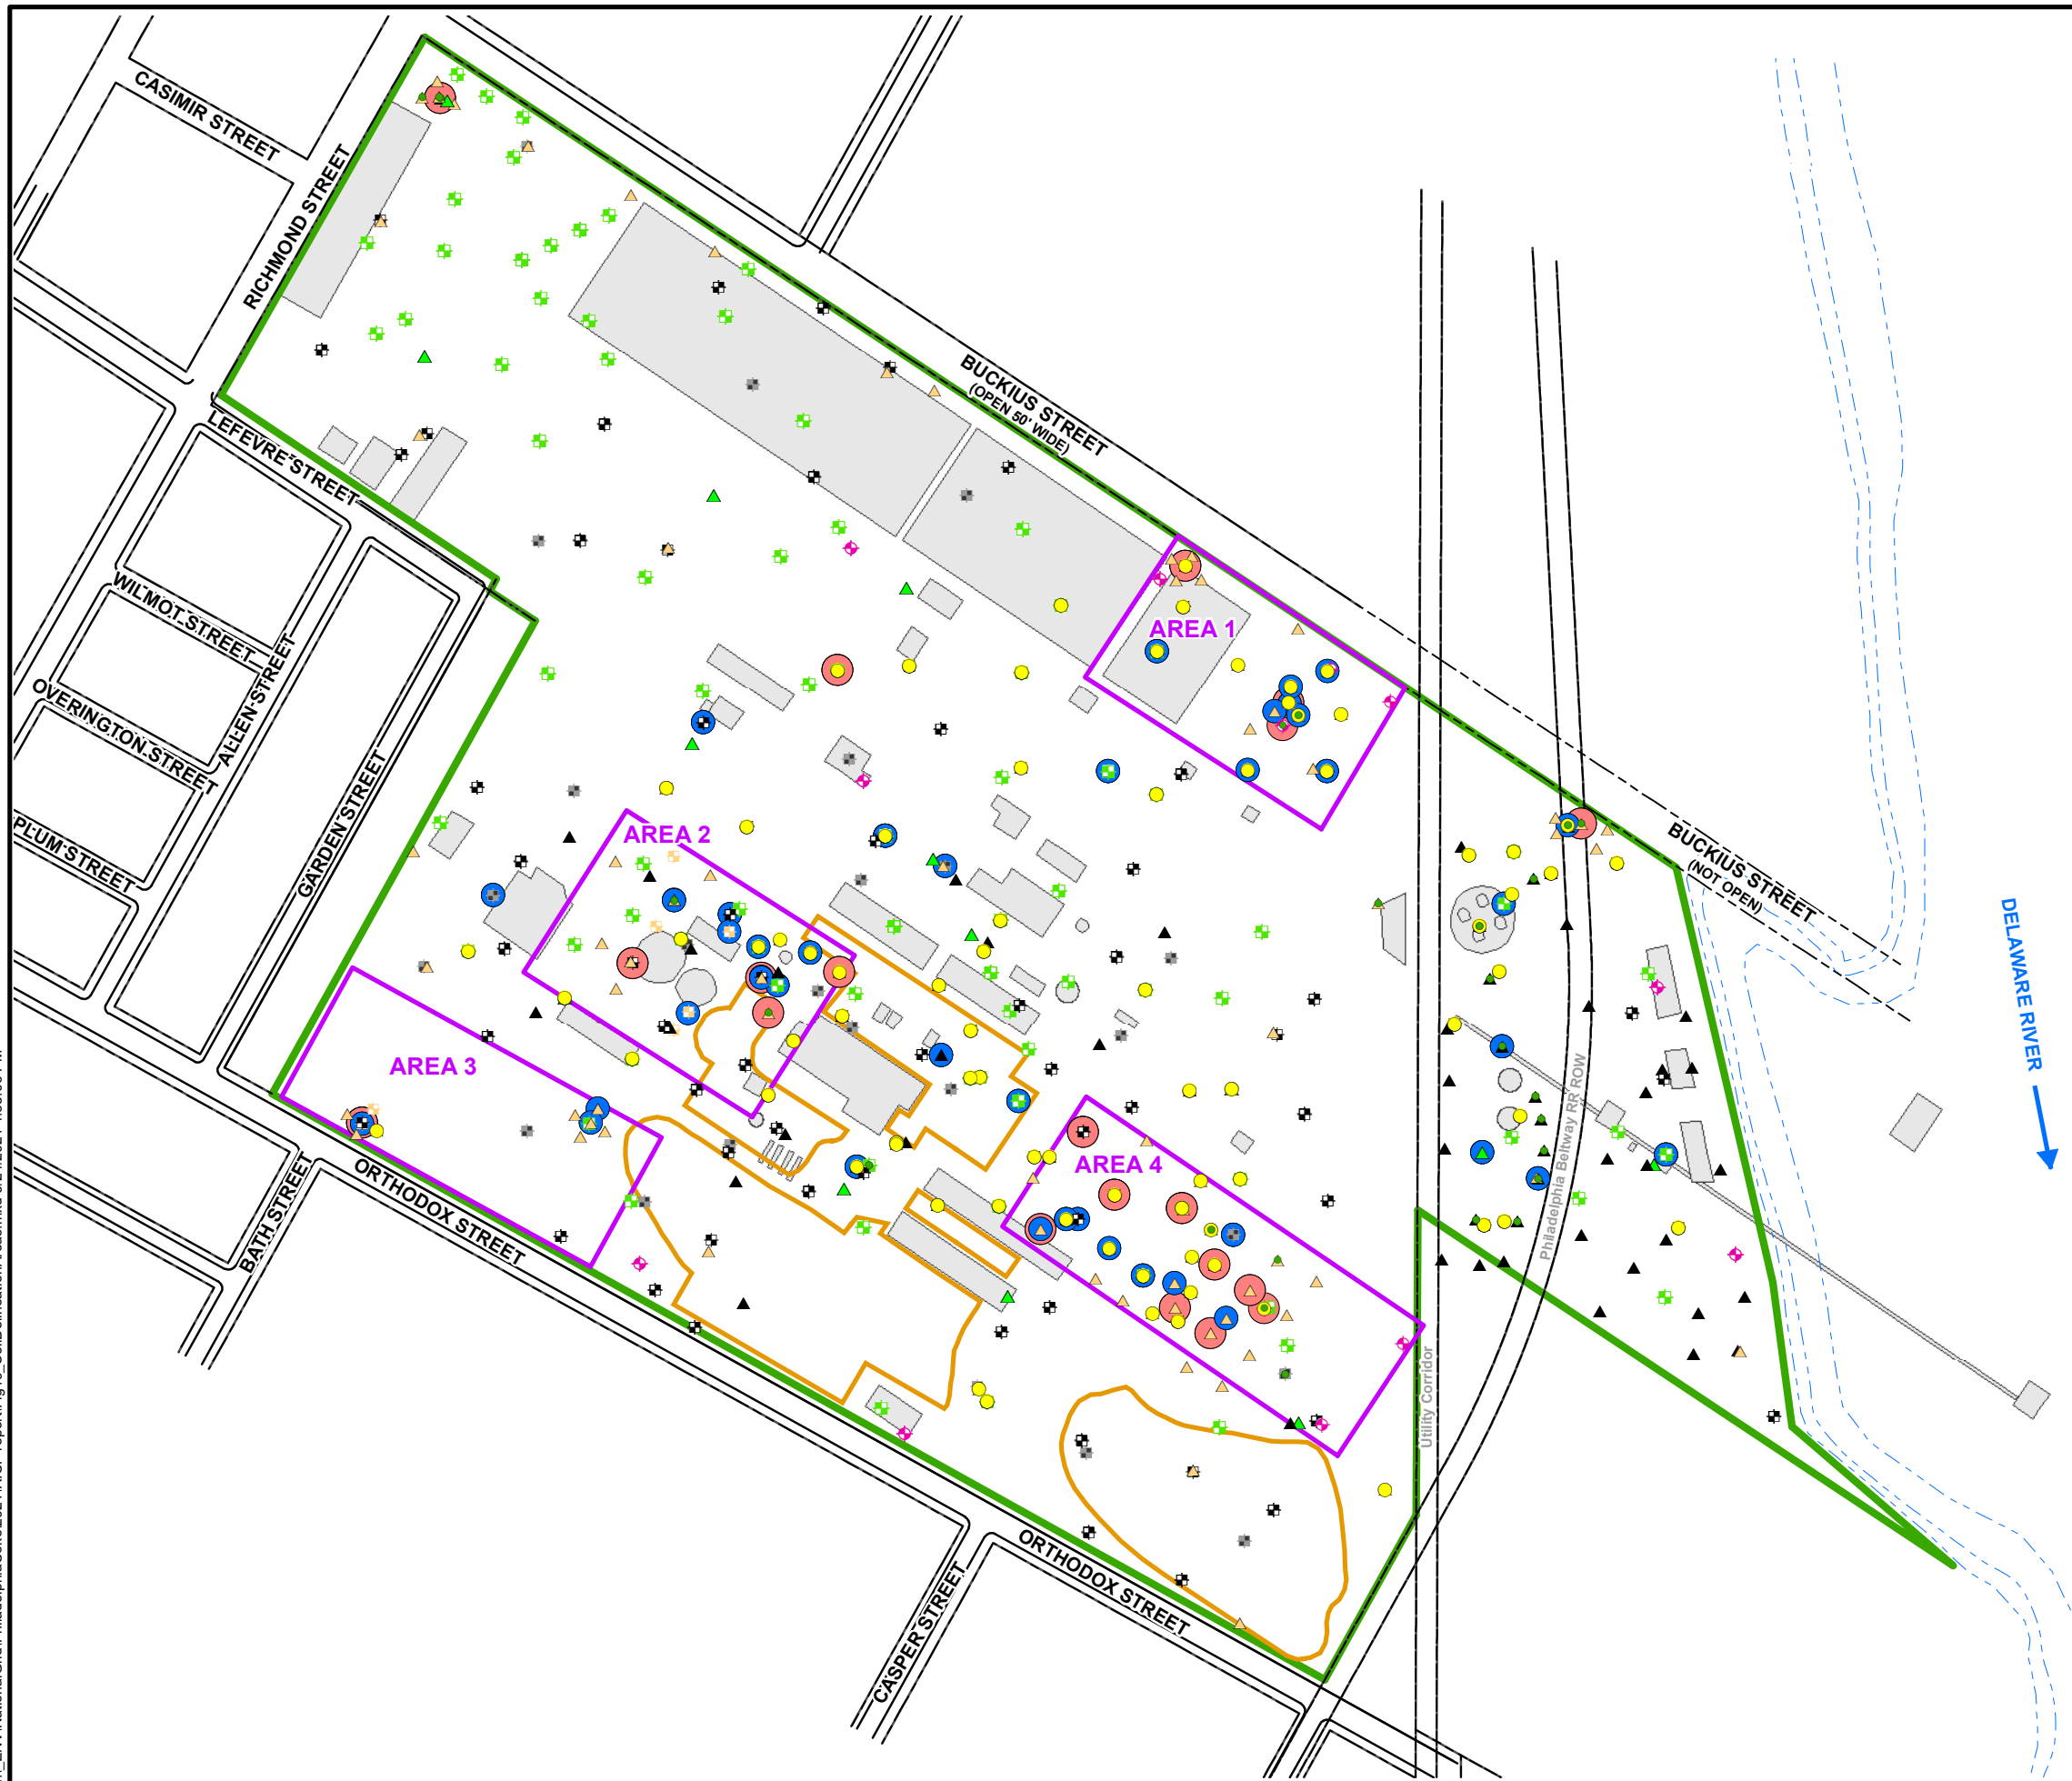 CASIMIR STREET
RICHMOND STREET
LEFEVRE STREET
BUCKIUS STREET
(OPEN 50' WIDE)
WILMOT STREET
ALLEN STREET
OVERINGTON STREET
GARDEN STREET
PLUM STREET
AREA 1
AREA 2
AREA 3
AREA 4
BUCKIUS STREET
(NOT OPEN)
DELAWARE RIVER
Philadelphia Beltway RR ROW
Utility Corridor
BATH STREET
ORTHODOX STREET
ORTHODOX STREET
CASPER STREET